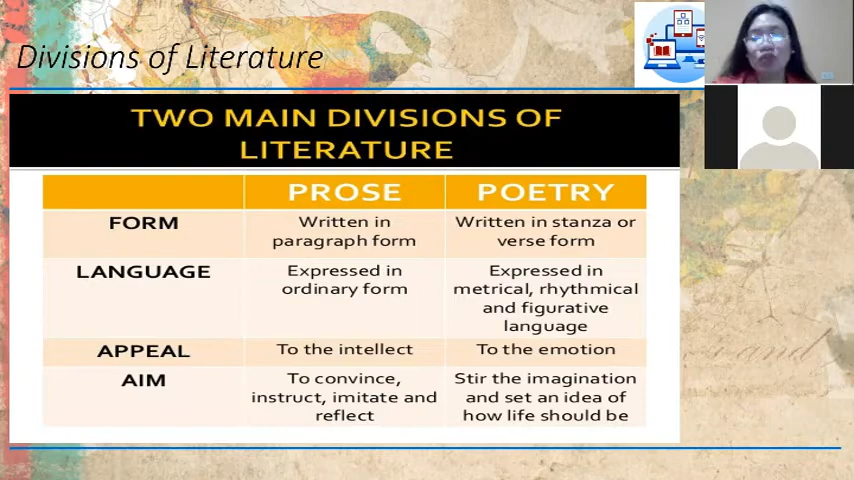 Divisions of Literature
TWO MAIN DIVISIONS OF
LITERATURE
PROSE POETRY
FORM Written in Written in stanza or
paragraph form verse form
LANGUAGE Expressed in Expressed in
ordinary form metrical, rhythmical
and figurative
language
APPEAL To the intellect To the emotion
AIM To convince, Stir the imagination
instruct, imitate and and set an idea of
reflect how life should be